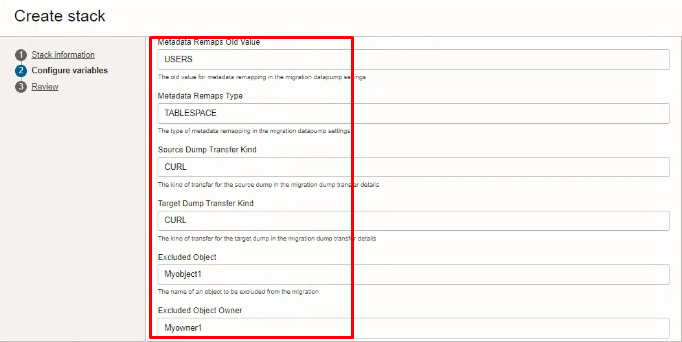 Create stack
1 Stack information
2 Configure variables
3 Review
Metadata Remaps Old Value
USERS
The old value for metadata remapping in the migration datapump settings
Metadata Remaps Type
TABLESPACE
The type of metadata remapping in the migration datapump settings
Source Dump Transfer Kind
CURL
The kind of transfer for the source dump in the migration dump transfer details
Target Dump Transfer Kind
CURL
The kind of transfer for the target dump in the migration dump transfer details
Excluded Object
Myobject1
The name of an object to be excluded from the migration
Excluded Object Owner
Myowner1